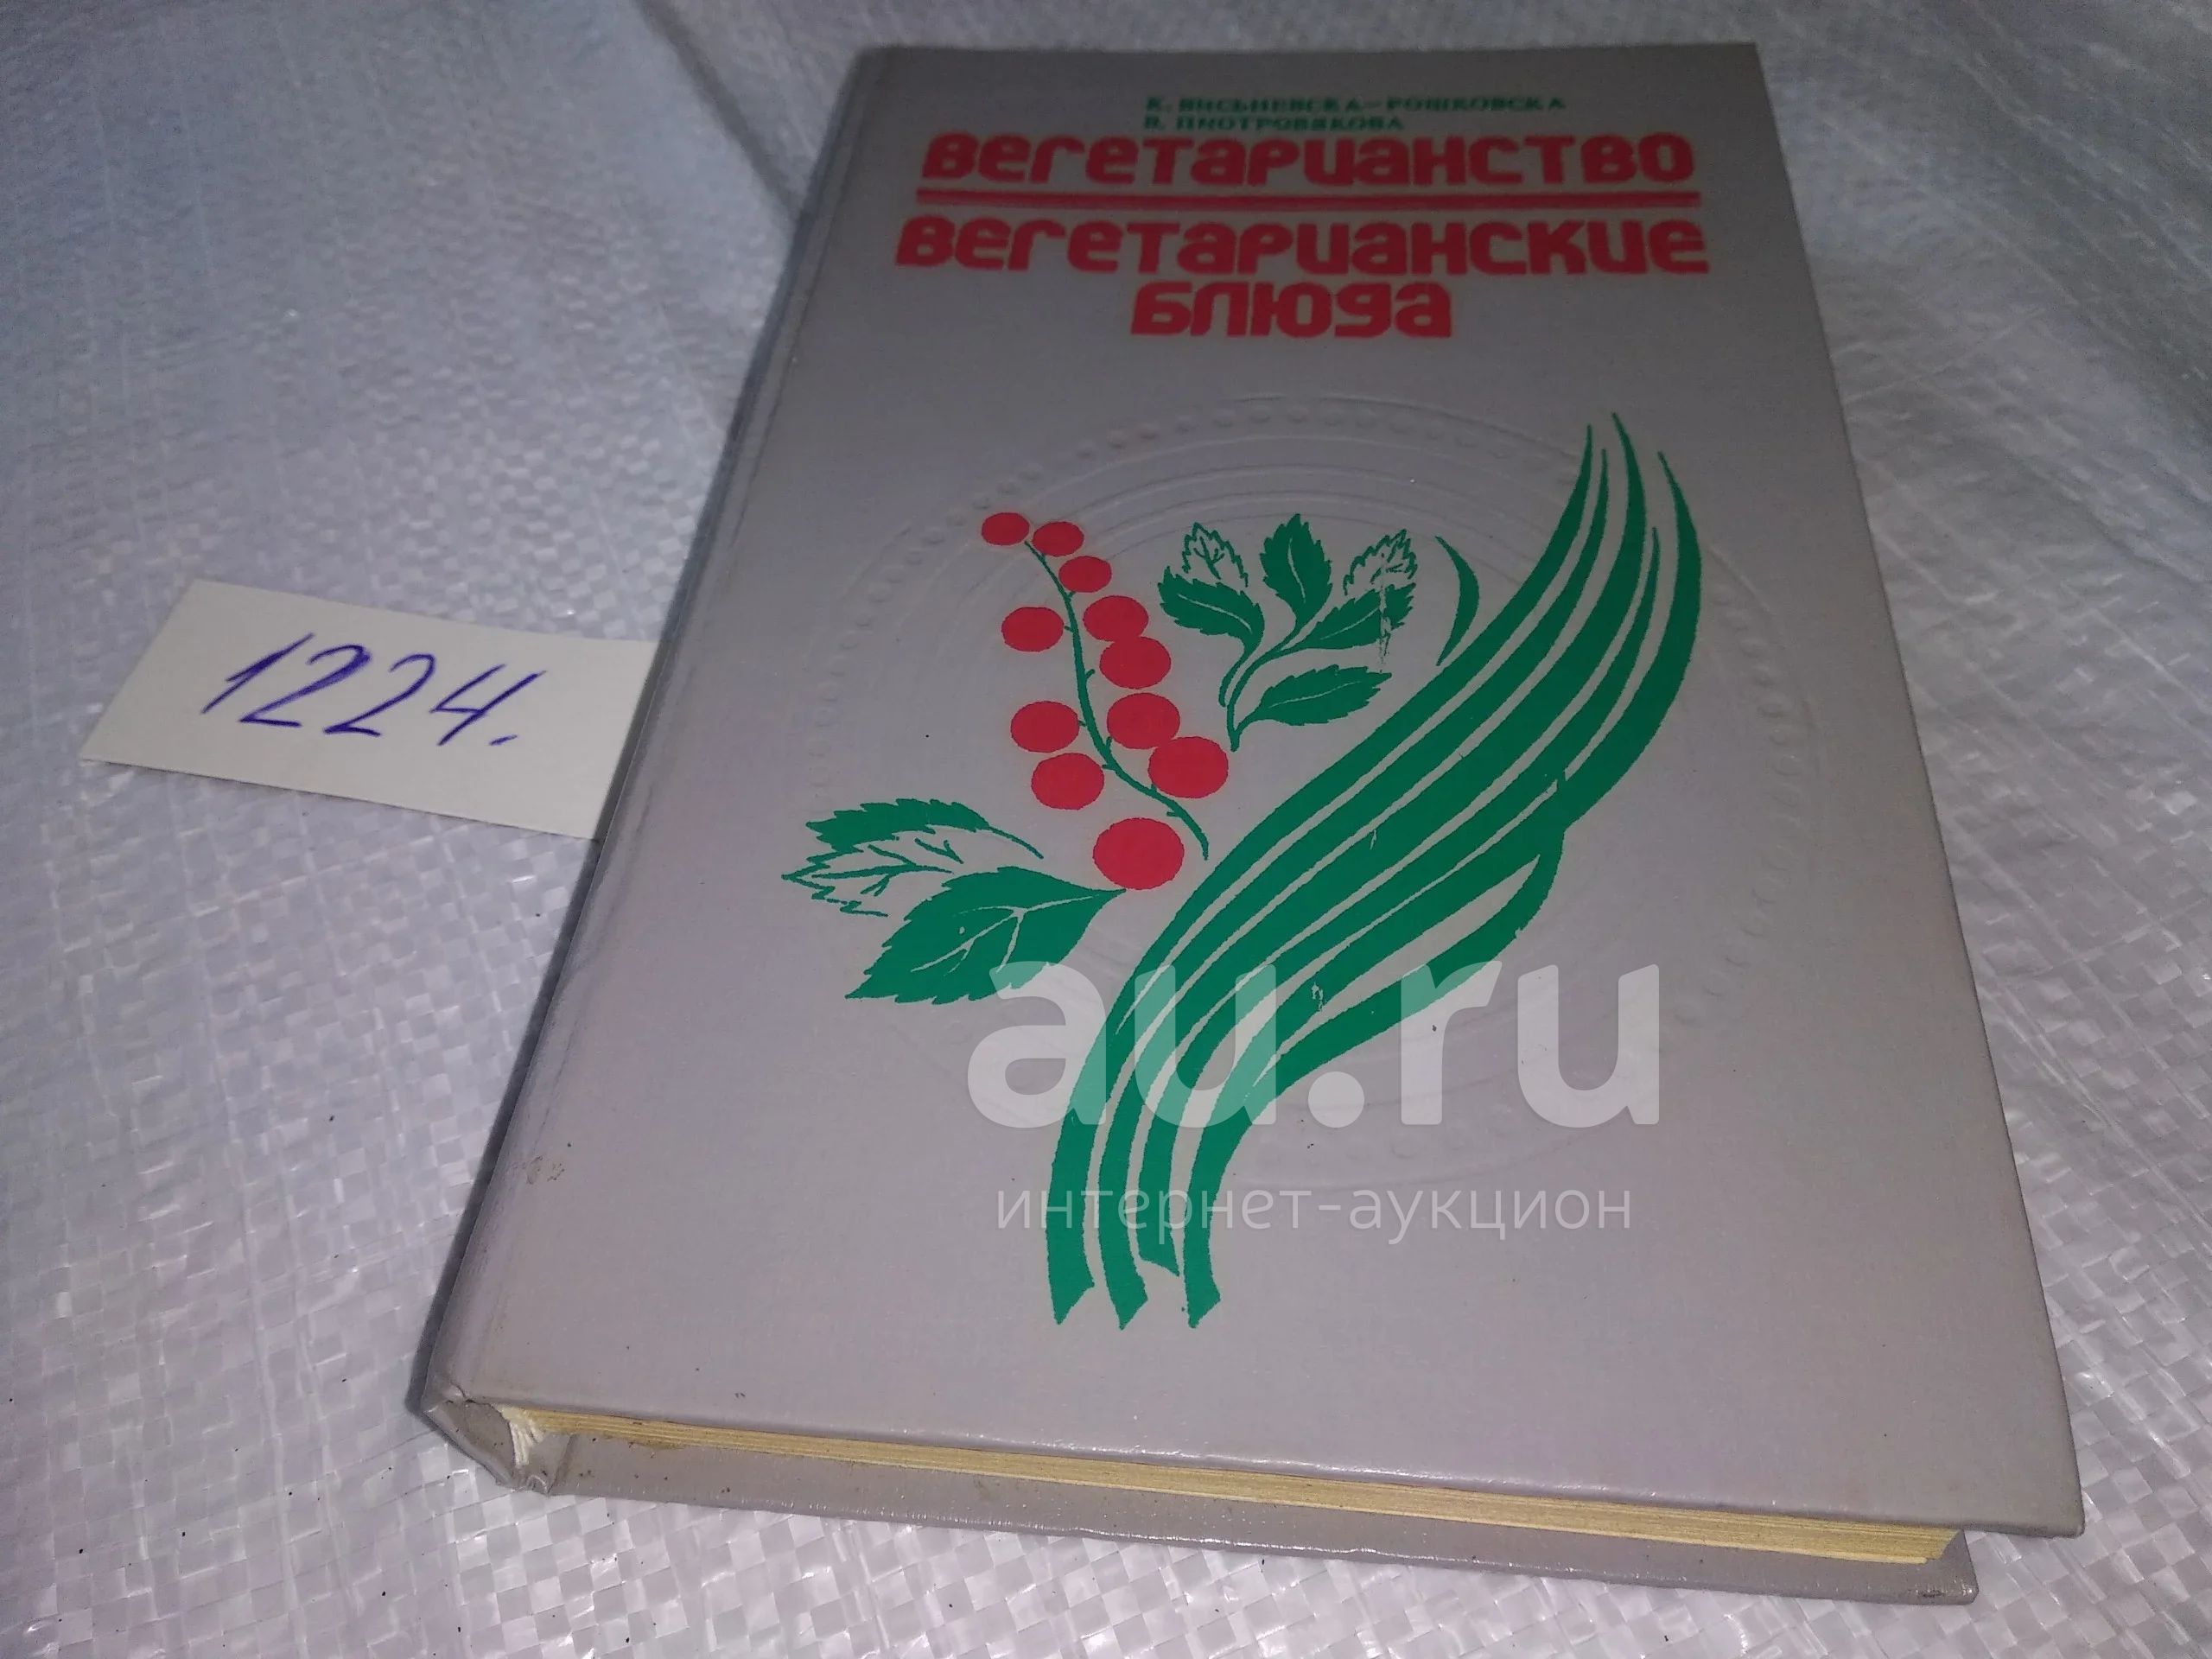 К. ВИСЬНЕВСКА-РОШКОВСКА
В. ПИОТРОВЯКОВА
ВЕГЕТАРИАНСТВО
ВЕГЕТАРИАНСКИЕ
БЛЮДА
1224.
au.ru
интернет-аукцион